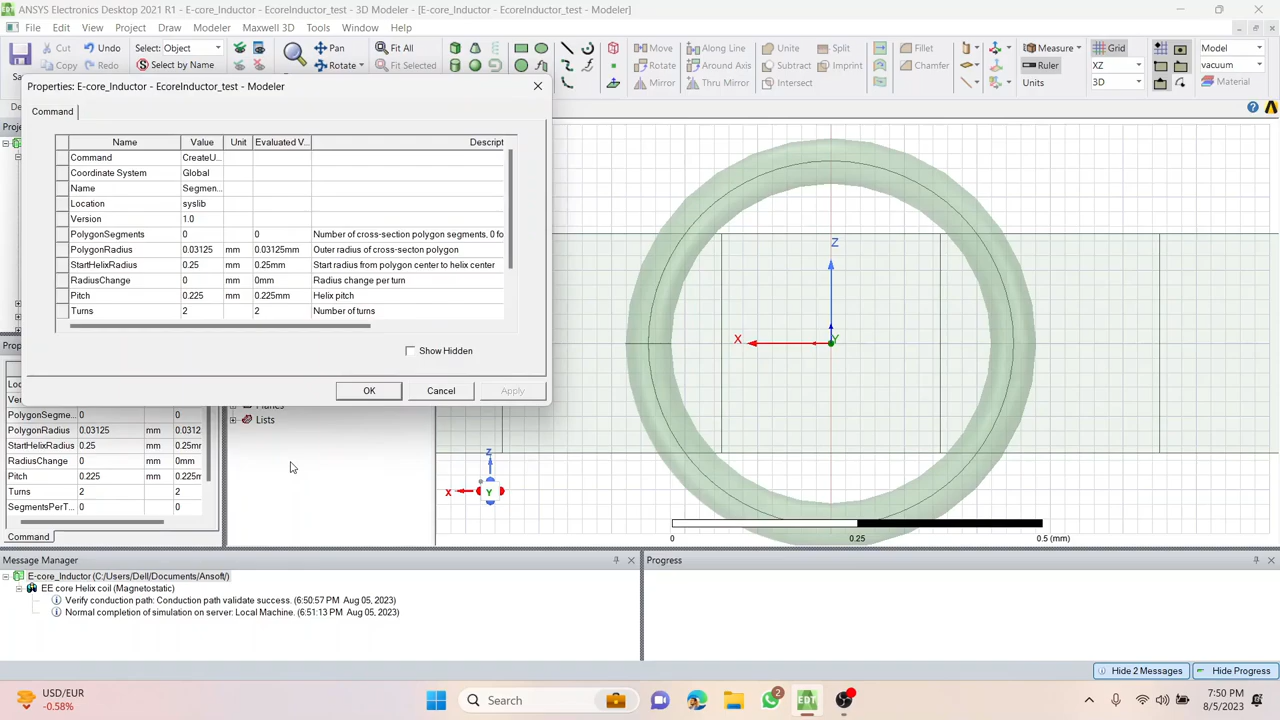 ANSYS Electronics Desktop 2021 R1 - E-core_Inductor - EcoreInductor_test - 3D Modeler - [E-core_Inductor - EcoreInductor_test - Modeler]
File Edit View Project Draw Modeler Maxwell 3D Tools Window Help
Cut Undo Select: Object Pan Fit All Move Along Line Unite Split Fillet Measure Grid Model
Copy Redo Select by Name Rotate Fit Selected Rotate Around Axis Subtract Imprint Chamfer Ruler XZ vacuum
Mirror Thru Mirror Intersect Units 3D Material
Properties: E-core_Inductor - EcoreInductor_test - Modeler
Command
Name Value Unit Evaluated V... Descript
Command CreateU...
Coordinate System Global
Name Segmen...
Location syslib
Version 1.0
PolygonSegments 0 0 Number of cross-section polygon segments, 0 fo
PolygonRadius 0.03125 mm 0.03125mm Outer radius of cross-secton polygon
StartHelixRadius 0.25 mm 0.25mm Start radius from polygon center to helix center
RadiusChange 0 mm 0mm Radius change per turn
Pitch 0.225 mm 0.225mm Helix pitch
Turns 2 2 Number of turns
Show Hidden
OK Cancel Apply
PolygonSegme... 0 0
PolygonRadius 0.03125 mm 0.0312
StartHelixRadius 0.25 mm 0.25mr
RadiusChange 0 mm 0mm
Pitch 0.225 mm 0.225r
Turns 2 2
SegmentsPerT... 0 0
Command
Lists
Z
X
Y
Z
X
Y
0 0.25 0.5 (mm)
Message Manager
E-core_Inductor (C:/Users/Dell/Documents/Ansoft/)
EE core Helix coil (Magnetostatic)
Verify conduction path: Conduction path validate success. (6:50:57 PM Aug 05, 2023)
Normal completion of simulation on server: Local Machine. (6:51:13 PM Aug 05, 2023)
Progress
Hide 2 Messages Hide Progress
USD/EUR
-0.58%
Search
2
EDT
7:50 PM
8/5/2023